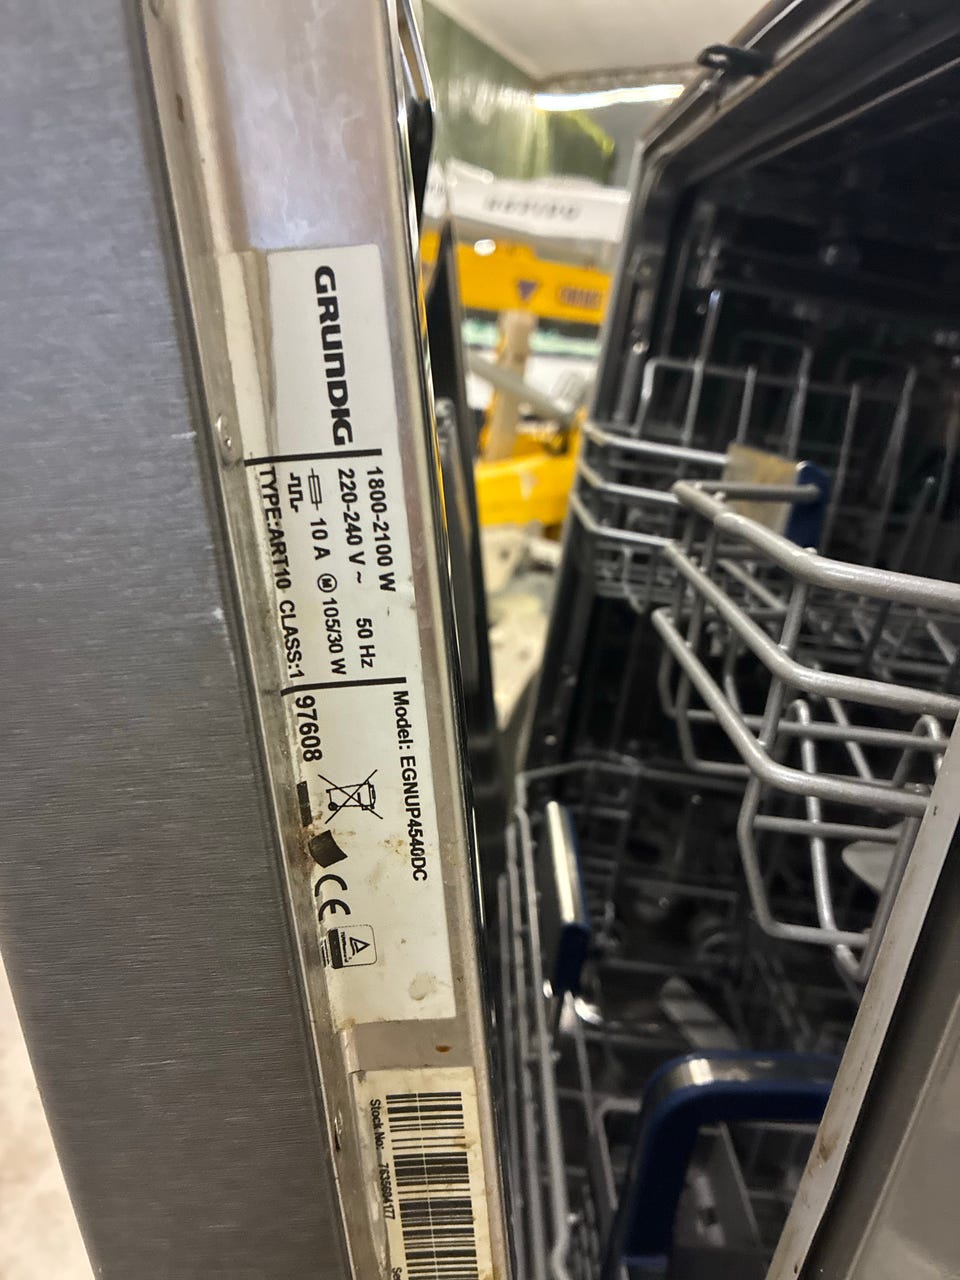 GRUNDIG
1800-2100 W
220-240 V ~ 50 Hz
10 A M 105/30 W
TYPE:ART10 CLASS:1
Model: EGNUP4540DC
97608
CE
Stock No: